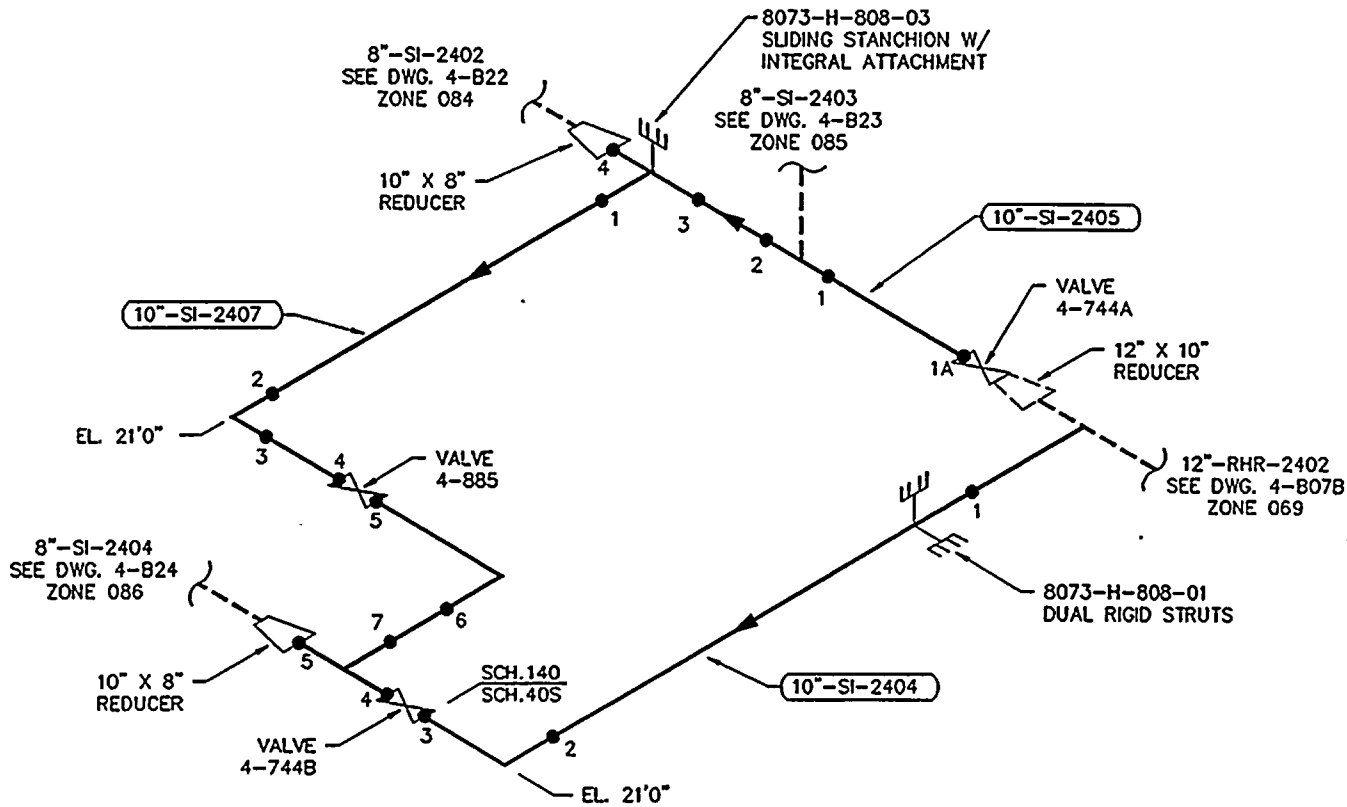 8073-H-808-03
SLIDING STANCHION W/
INTEGRAL ATTACHMENT
8"-SI-2402
SEE DWG. 4-B22
ZONE 084
8"-SI-2403
SEE DWG. 4-B23
ZONE 085
10" X 8"
REDUCER
4
1
3
2
1
10"-SI-2405
VALVE
4-744A
1A
12" X 10"
REDUCER
10"-SI-2407
2
EL. 21'0"
3
4
VALVE
4-885
5
12"-RHR-2402
SEE DWG. 4-B07B
ZONE 069
1
8"-SI-2404
SEE DWG. 4-B24
ZONE 086
8073-H-808-01
DUAL RIGID STRUTS
6
7
5
10" X 8"
REDUCER
SCH.140
SCH.40S
10"-SI-2404
4
3
2
VALVE
4-744B
EL. 21'0"